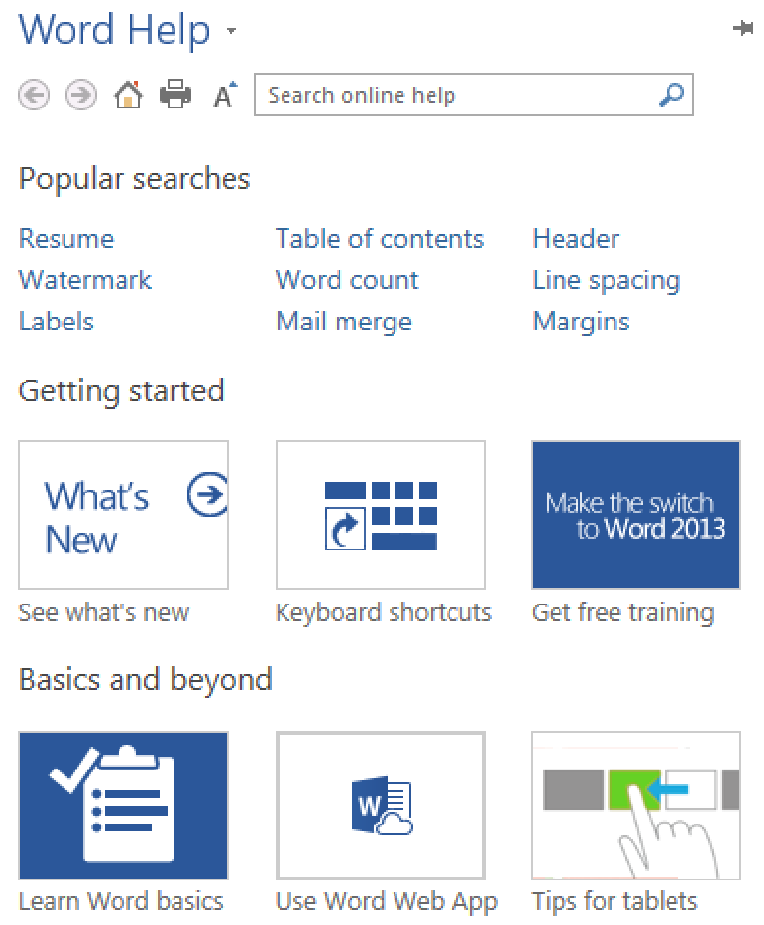 Word Help
A
Search online help
Popular searches
Resume Table of contents Header
Watermark Word count Line spacing
Labels Mail merge Margins
Getting started
What's
New
Make the switch
to Word 2013
See what's new Keyboard shortcuts Get free training
Basics and beyond
W
Learn Word basics Use Word Web App Tips for tablets